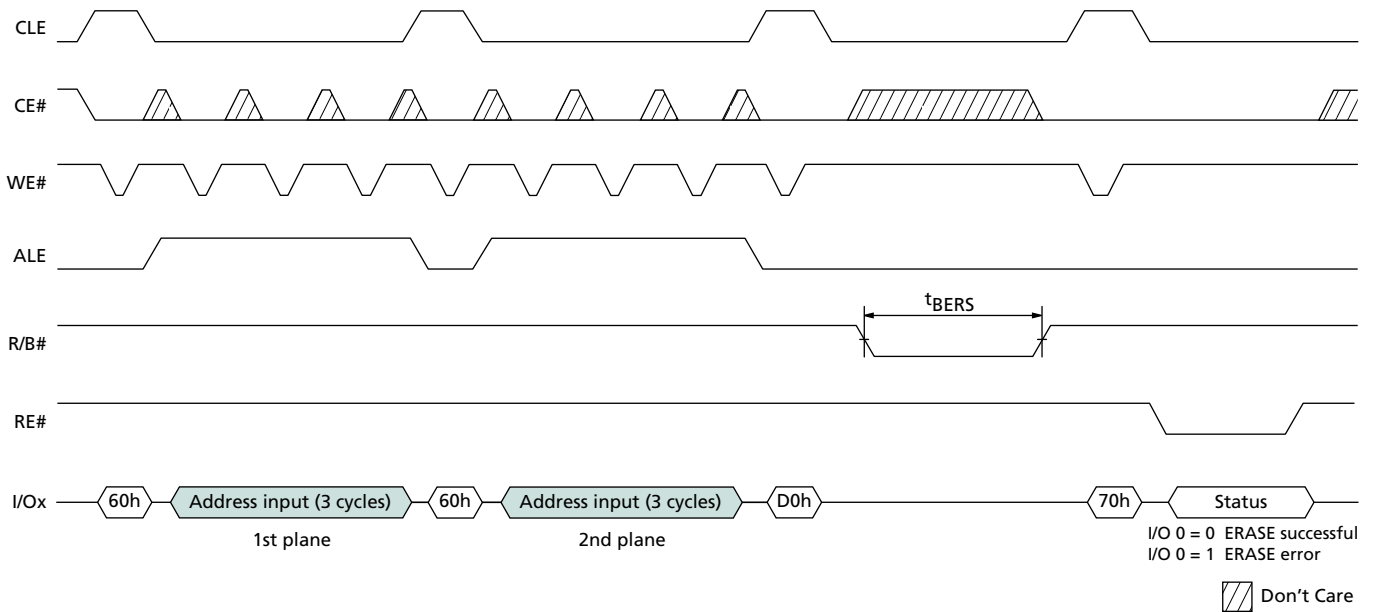 CLE
CE#
WE#
ALE
tBERS
R/B#
RE#
I/Ox
60h
Address input (3 cycles)
60h
Address input (3 cycles)
D0h
70h
Status
1st plane
2nd plane
I/O 0 = 0 ERASE successful
I/O 0 = 1 ERASE error
Don't Care